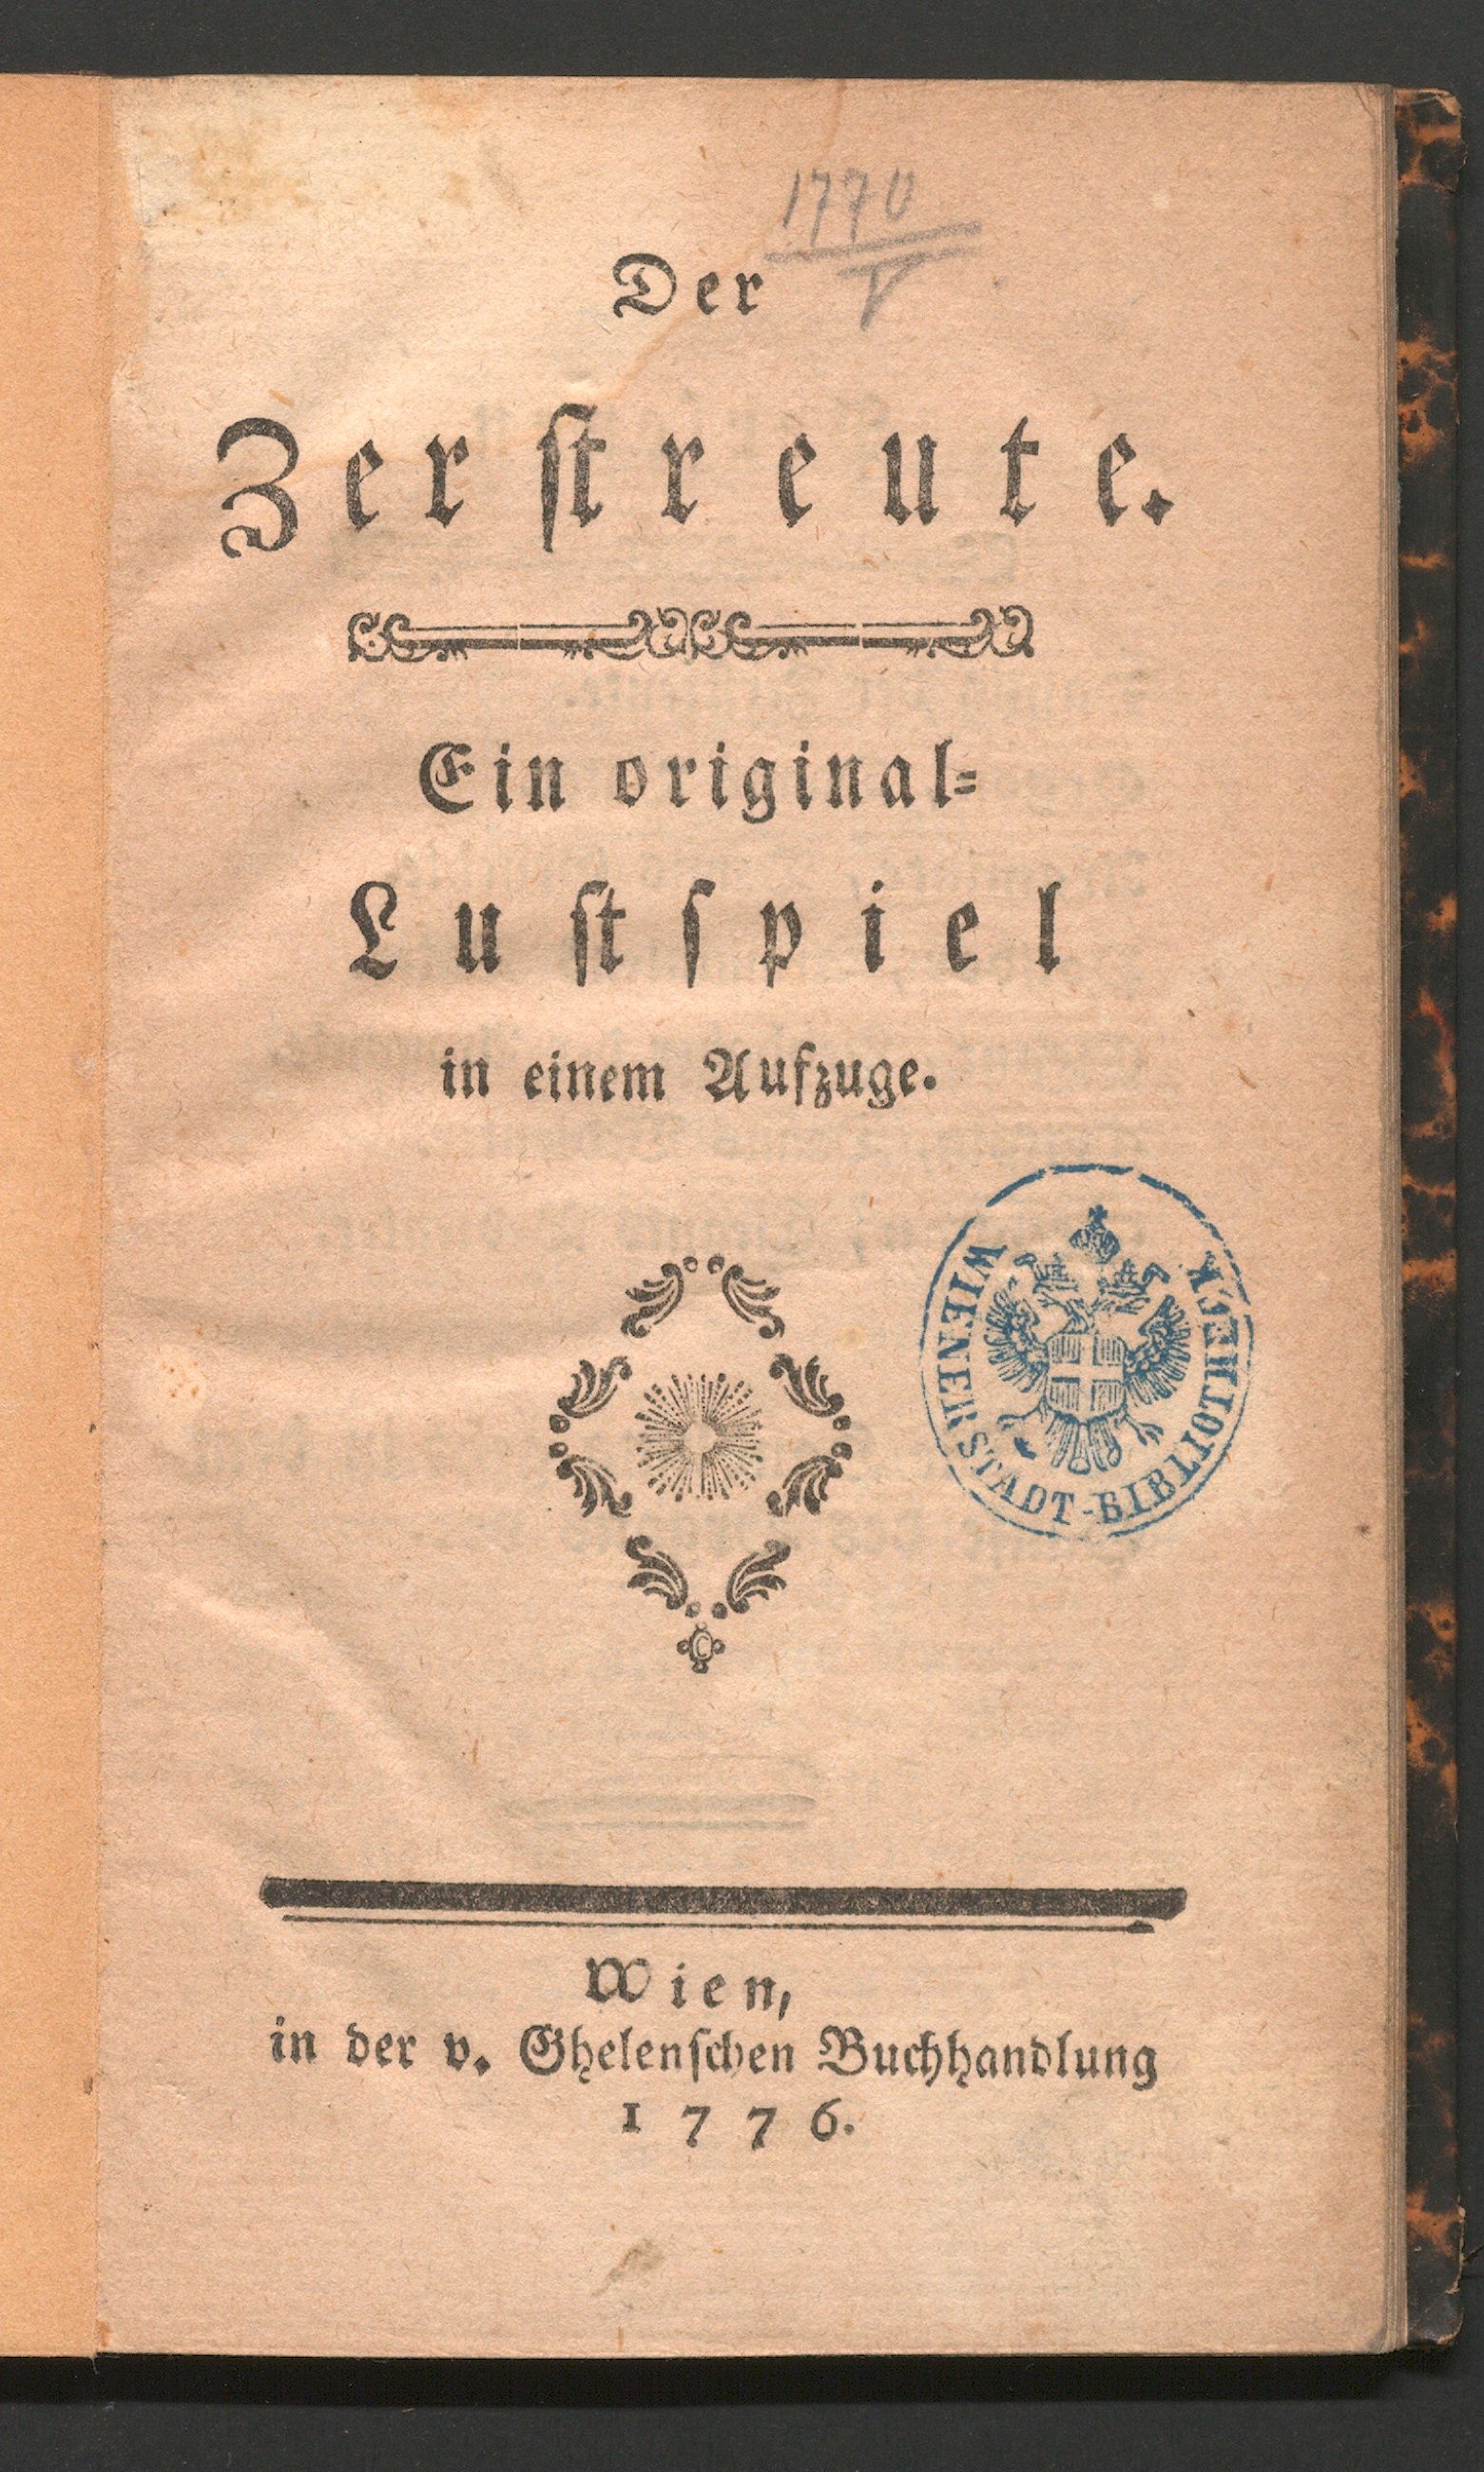 1770
V
Der
Zerſtreute.
Ein original⸗
Luſtſpiel
in einem Aufzuge.
WIENER STADT-BIBLIOTHEK
Wien,
in der v. Ghelenſchen Buchhandlung
1776.